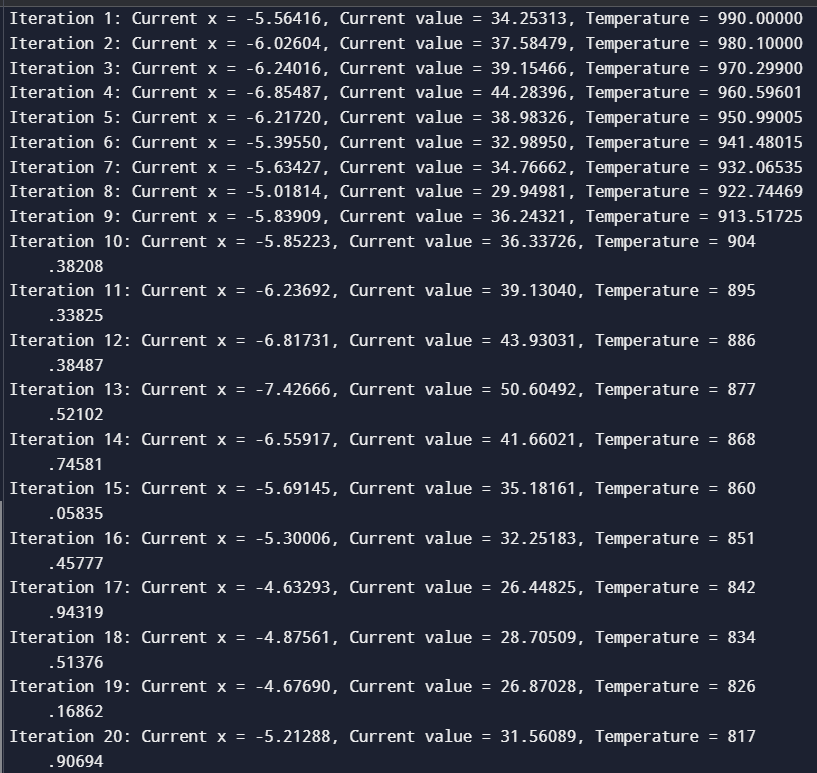 Iteration 1: Current x = -5.56416, Current value = 34.25313, Temperature = 990.00000
Iteration 2: Current x = -6.02604, Current value = 37.58479, Temperature = 980.10000
Iteration 3: Current x = -6.24016, Current value = 39.15466, Temperature = 970.29900
Iteration 4: Current x = -6.85487, Current value = 44.28396, Temperature = 960.59601
Iteration 5: Current x = -6.21720, Current value = 38.98326, Temperature = 950.99005
Iteration 6: Current x = -5.39550, Current value = 32.98950, Temperature = 941.48015
Iteration 7: Current x = -5.63427, Current value = 34.76662, Temperature = 932.06535
Iteration 8: Current x = -5.01814, Current value = 29.94981, Temperature = 922.74469
Iteration 9: Current x = -5.83909, Current value = 36.24321, Temperature = 913.51725
Iteration 10: Current x = -5.85223, Current value = 36.33726, Temperature = 904
.38208
Iteration 11: Current x = -6.23692, Current value = 39.13040, Temperature = 895
.33825
Iteration 12: Current x = -6.81731, Current value = 43.93031, Temperature = 886
.38487
Iteration 13: Current x = -7.42666, Current value = 50.60492, Temperature = 877
.52102
Iteration 14: Current x = -6.55917, Current value = 41.66021, Temperature = 868
.74581
Iteration 15: Current x = -5.69145, Current value = 35.18161, Temperature = 860
.05835
Iteration 16: Current x = -5.30006, Current value = 32.25183, Temperature = 851
.45777
Iteration 17: Current x = -4.63293, Current value = 26.44825, Temperature = 842
.94319
Iteration 18: Current x = -4.87561, Current value = 28.70509, Temperature = 834
.51376
Iteration 19: Current x = -4.67690, Current value = 26.87028, Temperature = 826
.16862
Iteration 20: Current x = -5.21288, Current value = 31.56089, Temperature = 817
.90694